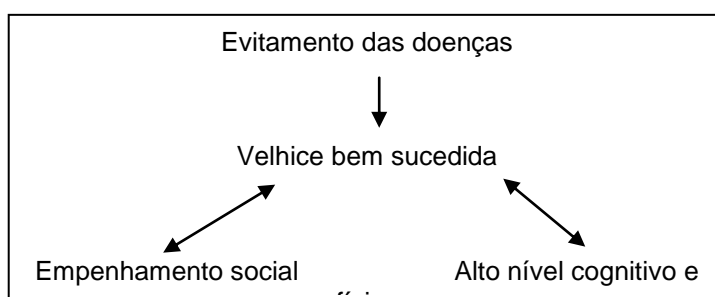 Evitamento das doenças
Velhice bem sucedida
Empenhamento social Alto nível cognitivo e